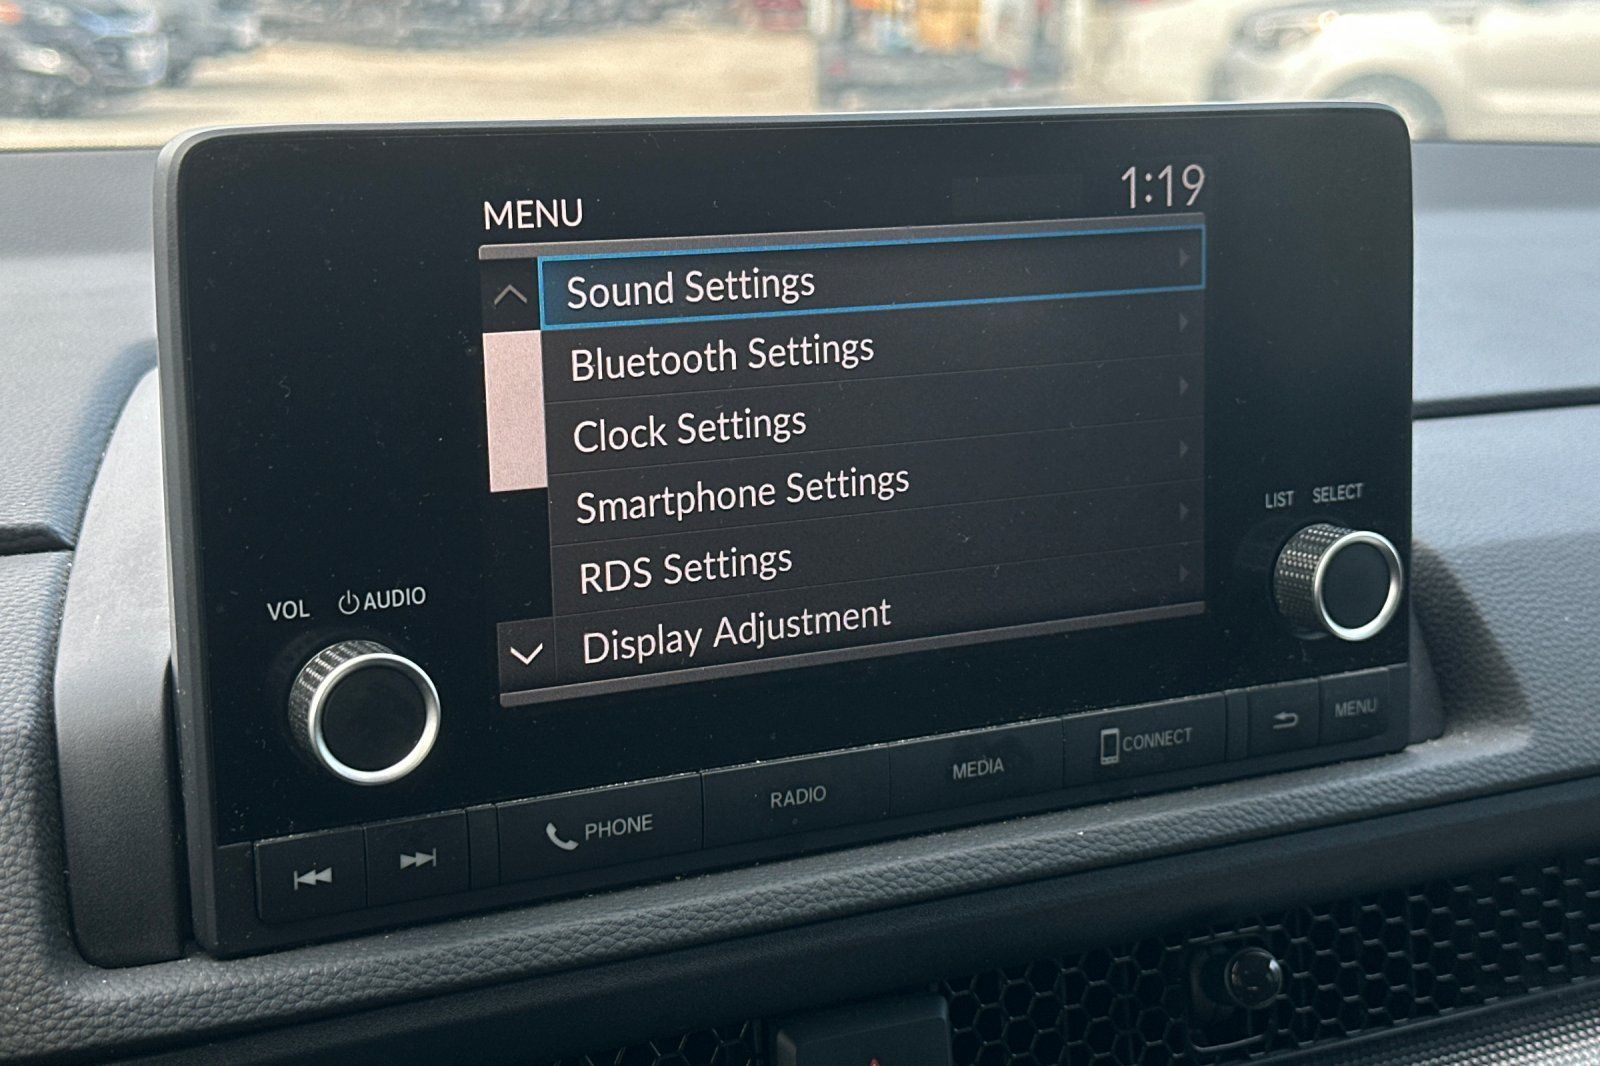 MENU
1:19
Sound Settings
Bluetooth Settings
Clock Settings
Smartphone Settings
RDS Settings
Display Adjustment
LIST SELECT
VOL AUDIO
PHONE
RADIO
MEDIA
CONNECT
MENU